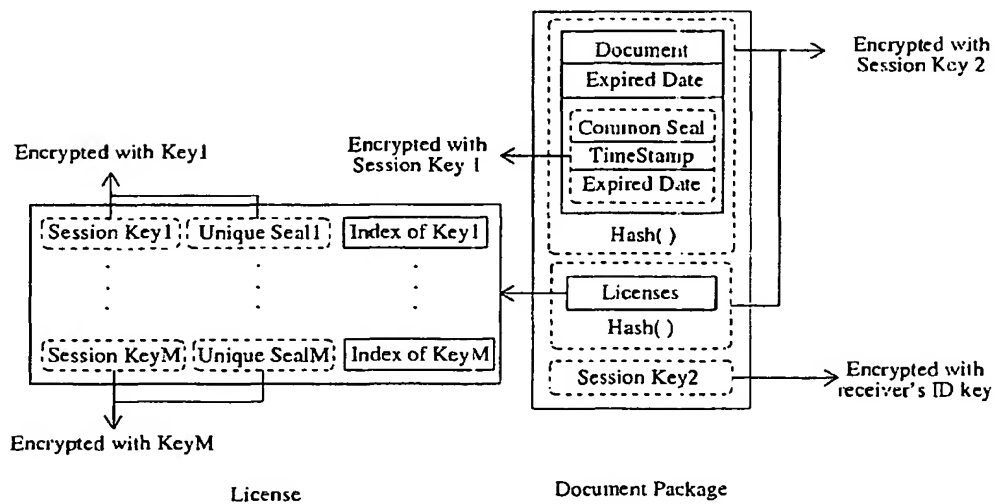 Document
Expired Date
Common Seal
TimeStamp
Expired Date
Hash( )
Licenses
Hash( )
Session Key2
Encrypted with
Session Key 2
Encrypted with
Session Key 1
Encrypted with
receiver's ID key
Encrypted with Key1
Session Key1 Unique Seal1 Index of Key1
Session KeyM Unique SealM Index of KeyM
Encrypted with KeyM
License
Document Package